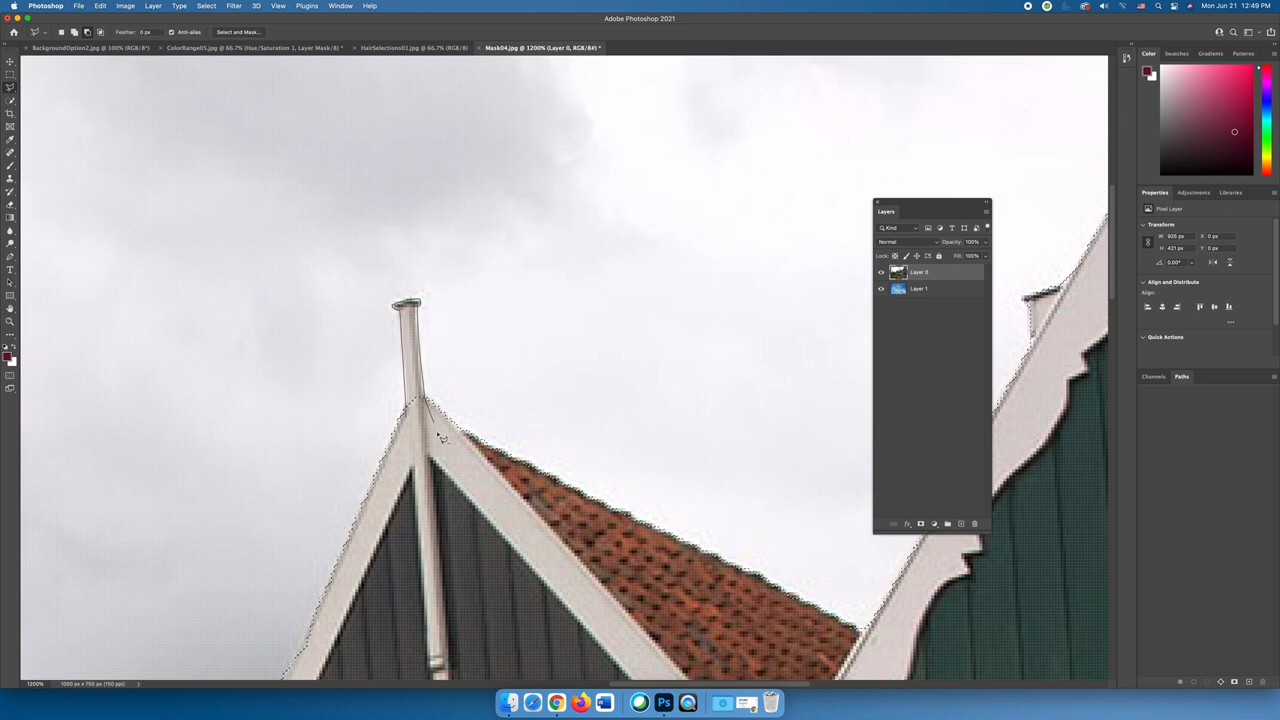 Photoshop File Edit Image Layer Type Select Filter 3D View Plugins Window Help Mon Jun 21 12:49 PM
Adobe Photoshop 2021
Feather: 0 px Anti-alias Select and Mask...
BackgroundOption2.jpg @ 100% (RGB/8*) ColorRange05.jpg @ 66.7% (Hue/Saturation 1, Layer Mask/8) * HairSelections01.jpg @ 66.7% (RGB/8) Mask04.jpg @ 1200% (Layer 0, RGB/8#) *
Color Swatches Gradients Patterns
Properties Adjustments Libraries
Pixel Layer
Transform
W 925 px X 0 px
H 421 px Y 0 px
0.00°
Align and Distribute
Align:
Quick Actions
Channels Paths
Layers
Kind
Normal Opacity: 100%
Lock: Fill: 100%
Layer 0
Layer 1
1200% 1050 px x 750 px (150 ppi)
Ps